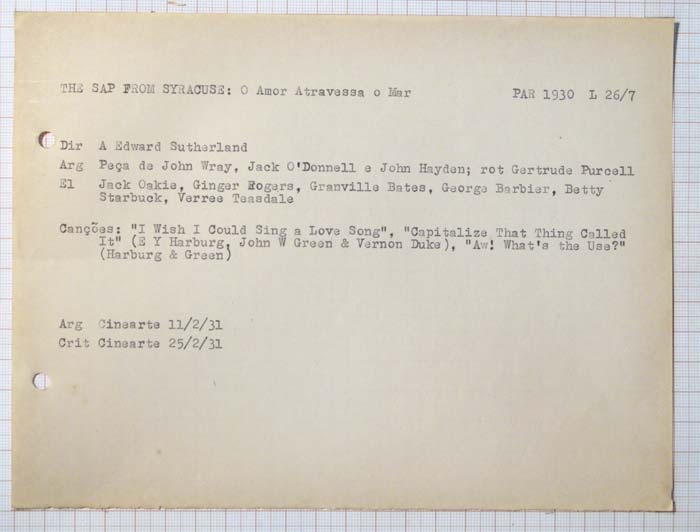 THE SAP FROM SYRACUSE: O Amor Atravessa o Mar PAR 1930 L 26/7
Dir A Edward Sutherland
Arg Peça de John Wray, Jack O'Donnell e John Hayden; rot Gertrude Purcell
El Jack Oakie, Ginger Rogers, Granville Bates, George Barbier, Betty
Starbuck, Verree Teasdale
Canções: "I Wish I Could Sing a Love Song", "Capitalize That Thing Called
It" (E Y Harburg, John W Green & Vernon Duke), "Aw! What's the Use?"
(Harburg & Green)
Arg Cinearte 11/2/31
Crit Cinearte 25/2/31